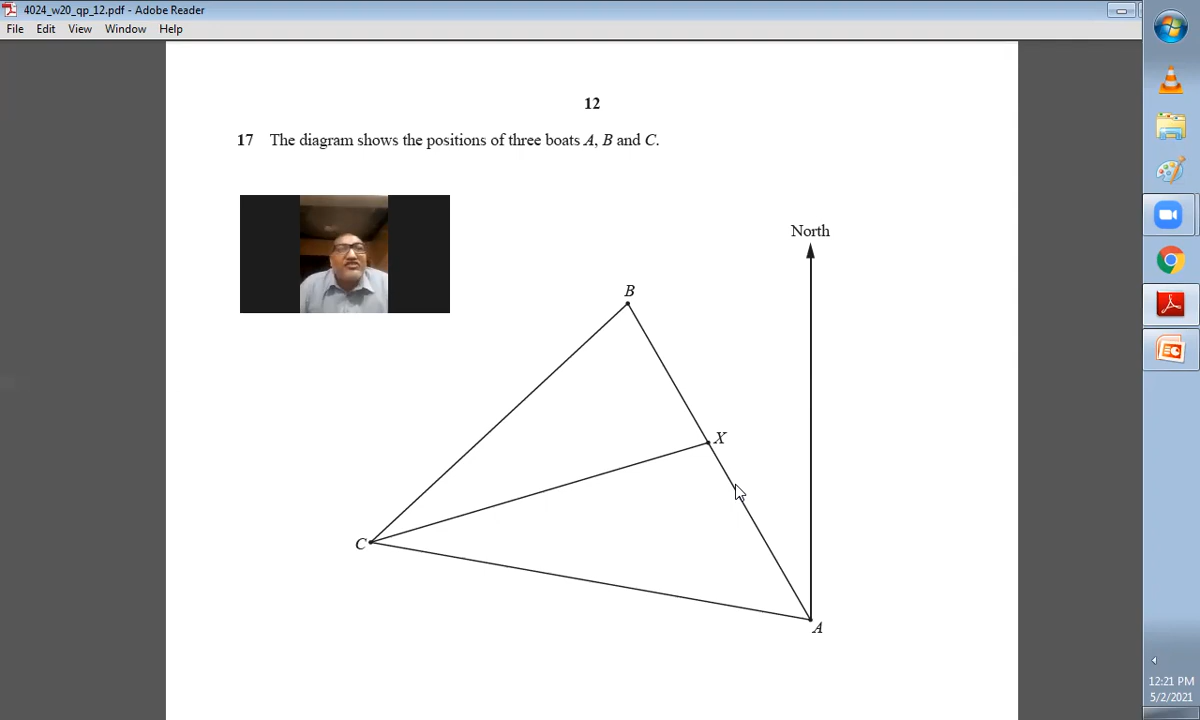 4024_w20_qp_12.pdf - Adobe Reader
File Edit View Window Help
12
17 The diagram shows the positions of three boats A, B and C.
North
B
X
C
A
12:21 PM
5/2/2021